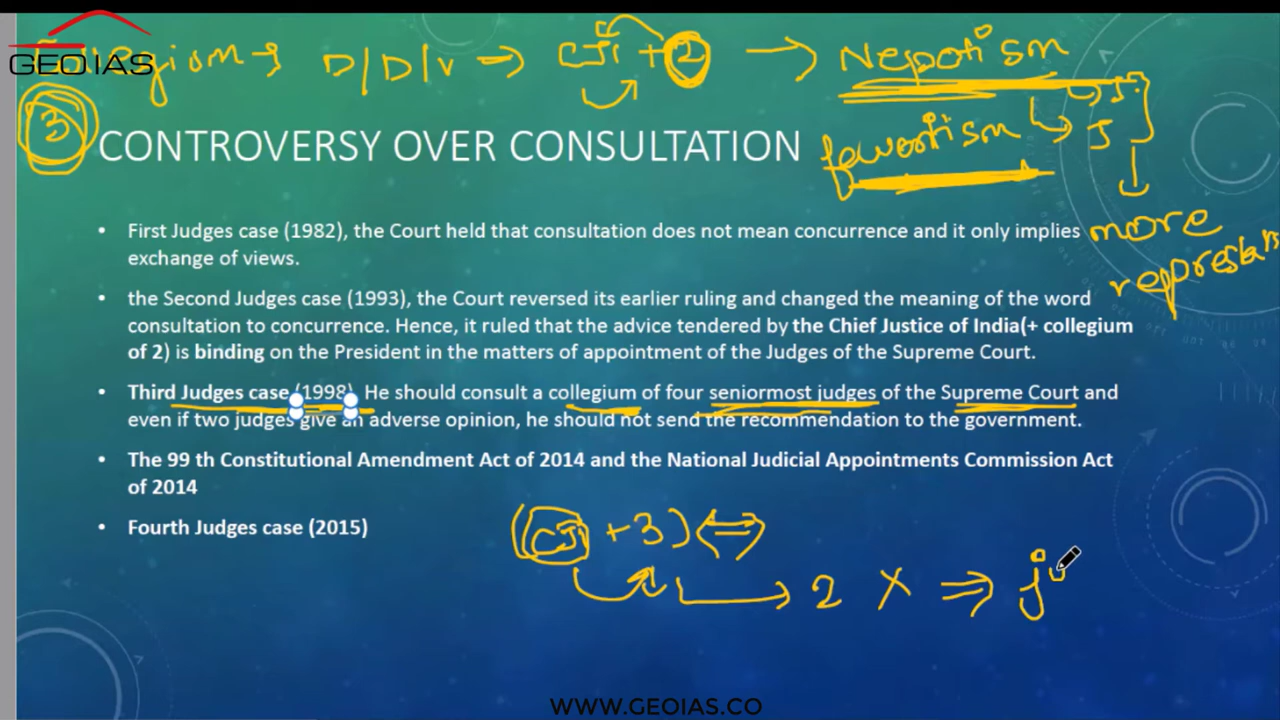 GEOIAS
D/D/V → CJI + 2 → Nepotism
3
favortism
J
J
more
CONTROVERSY OVER CONSULTATION
• First Judges case (1982), the Court held that consultation does not mean concurrence and it only implies
exchange of views.
• the Second Judges case (1993), the Court reversed its earlier ruling and changed the meaning of the word
consultation to concurrence. Hence, it ruled that the advice tendered by the Chief Justice of India(+ collegium
of 2) is binding on the President in the matters of appointment of the Judges of the Supreme Court.
• Third Judges case (1998), He should consult a collegium of four seniormost judges of the Supreme Court and
even if two judges give an adverse opinion, he should not send the recommendation to the government.
• The 99 th Constitutional Amendment Act of 2014 and the National Judicial Appointments Commission Act
of 2014
• Fourth Judges case (2015)
(CJI + 3) ⇔
2 X ⇒ ju
WWW.GEOIAS.CO